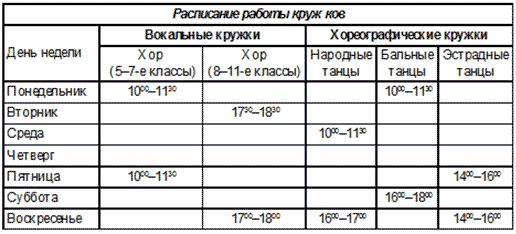 Расписание работы кружков
День недели Вокальные кружки Хореографические кружки
Хор (5–7-е классы) Хор (8–11-е классы) Народные танцы Бальные танцы Эстрадные танцы
Понедельник 10⁰⁰–11³⁰ 10⁰⁰–11³⁰
Вторник 17³⁰–18³⁰
Среда 10⁰⁰–11³⁰
Четверг
Пятница 10⁰⁰–11³⁰ 14⁰⁰–16⁰⁰
Суббота 16⁰⁰–18⁰⁰
Воскресенье 17⁰⁰–18⁰⁰ 16⁰⁰–17⁰⁰ 14⁰⁰–16⁰⁰